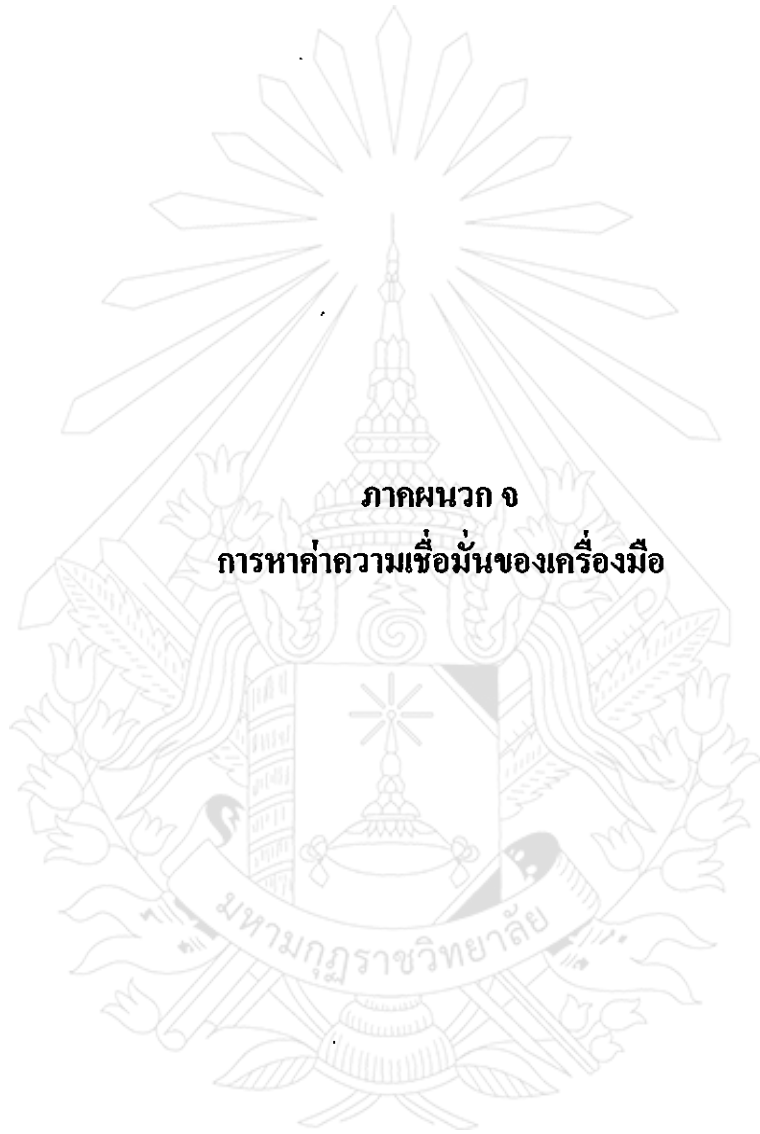 ภาคผนวก จ
การหาค่าความเชื่อมั่นของเครื่องมือ
มหามกุฏราชวิทยาลัย